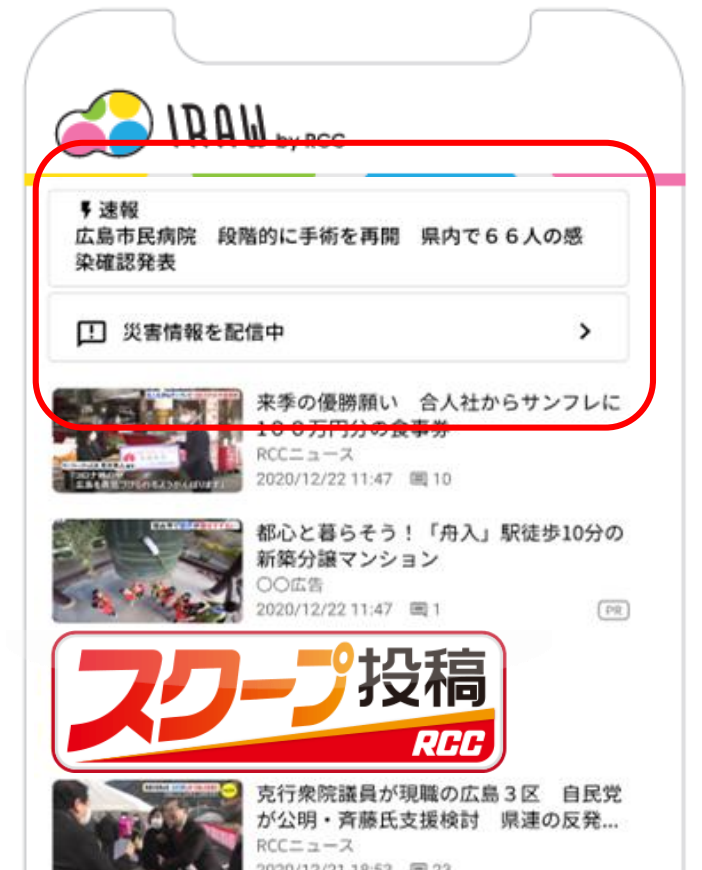 IRAW by RCC
速報
広島市民病院　段階的に手術を再開　県内で６６人の感
染確認発表
災害情報を配信中
来季の優勝願い　合人社からサンフレに
１００万円分の食事券
RCCニュース
2020/12/22 11:47 10
都心と暮らそう！「舟入」駅徒歩10分の
新築分譲マンション
〇〇広告
2020/12/22 11:47 1
PR
スクープ投稿
RCC
克行衆院議員が現職の広島３区　自民党
が公明・斉藤氏支援検討　県連の反発...
RCCニュース
2020/12/21 18:53 23